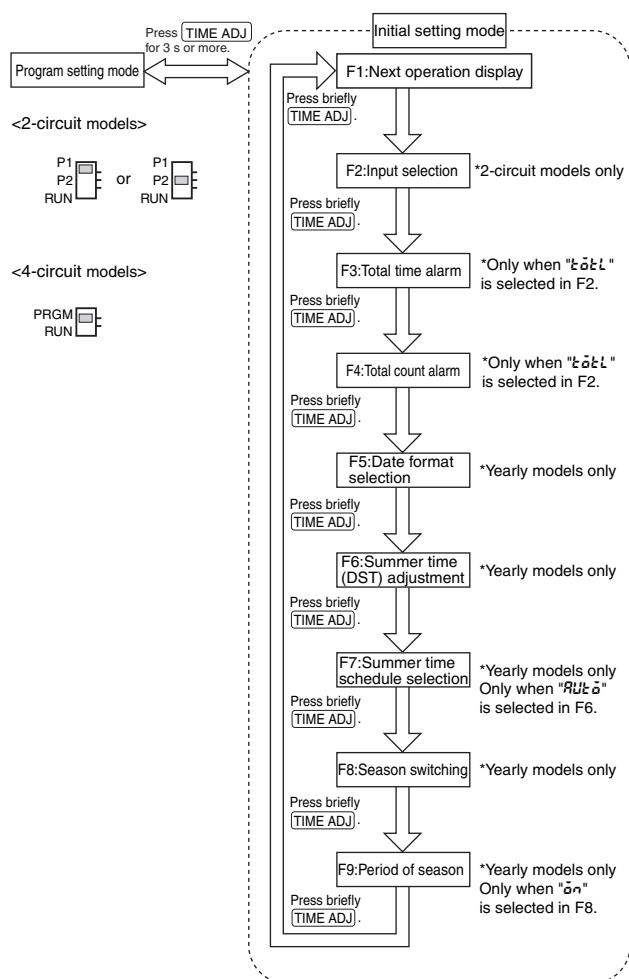 Press TIME ADJ
for 3 s or more.
Initial setting mode
Program setting mode
F1:Next operation display
Press briefly
TIME ADJ.
<2-circuit models>
P1
P2
RUN
or
P1
P2
RUN
F2:Input selection
*2-circuit models only
Press briefly
TIME ADJ.
<4-circuit models>
PRGM
RUN
F3:Total time alarm
*Only when "totL"
is selected in F2.
Press briefly
TIME ADJ.
F4:Total count alarm
*Only when "totL"
is selected in F2.
Press briefly
TIME ADJ.
F5:Date format
selection
*Yearly models only
Press briefly
TIME ADJ.
F6:Summer time
(DST) adjustment
*Yearly models only
Press briefly
TIME ADJ.
F7:Summer time
schedule selection
*Yearly models only
Only when "AUto"
is selected in F6.
Press briefly
TIME ADJ.
F8:Season switching
*Yearly models only
Press briefly
TIME ADJ.
F9:Period of season
*Yearly models only
Only when "on"
is selected in F8.
Press briefly
TIME ADJ.